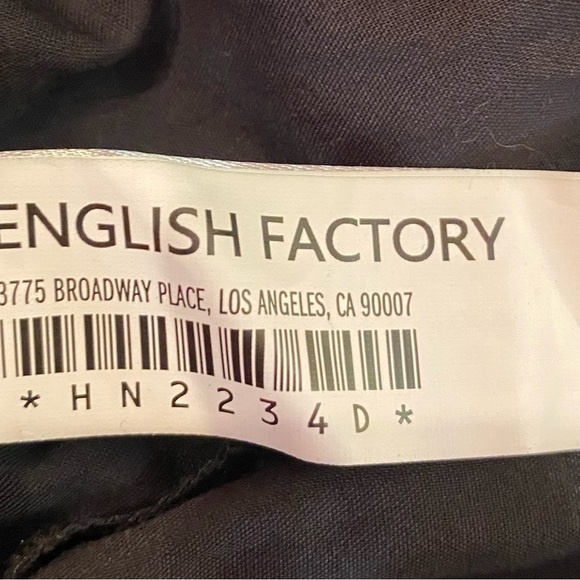 ENGLISH FACTORY
3775 BROADWAY PLACE, LOS ANGELES, CA 90007
*HN2234D*